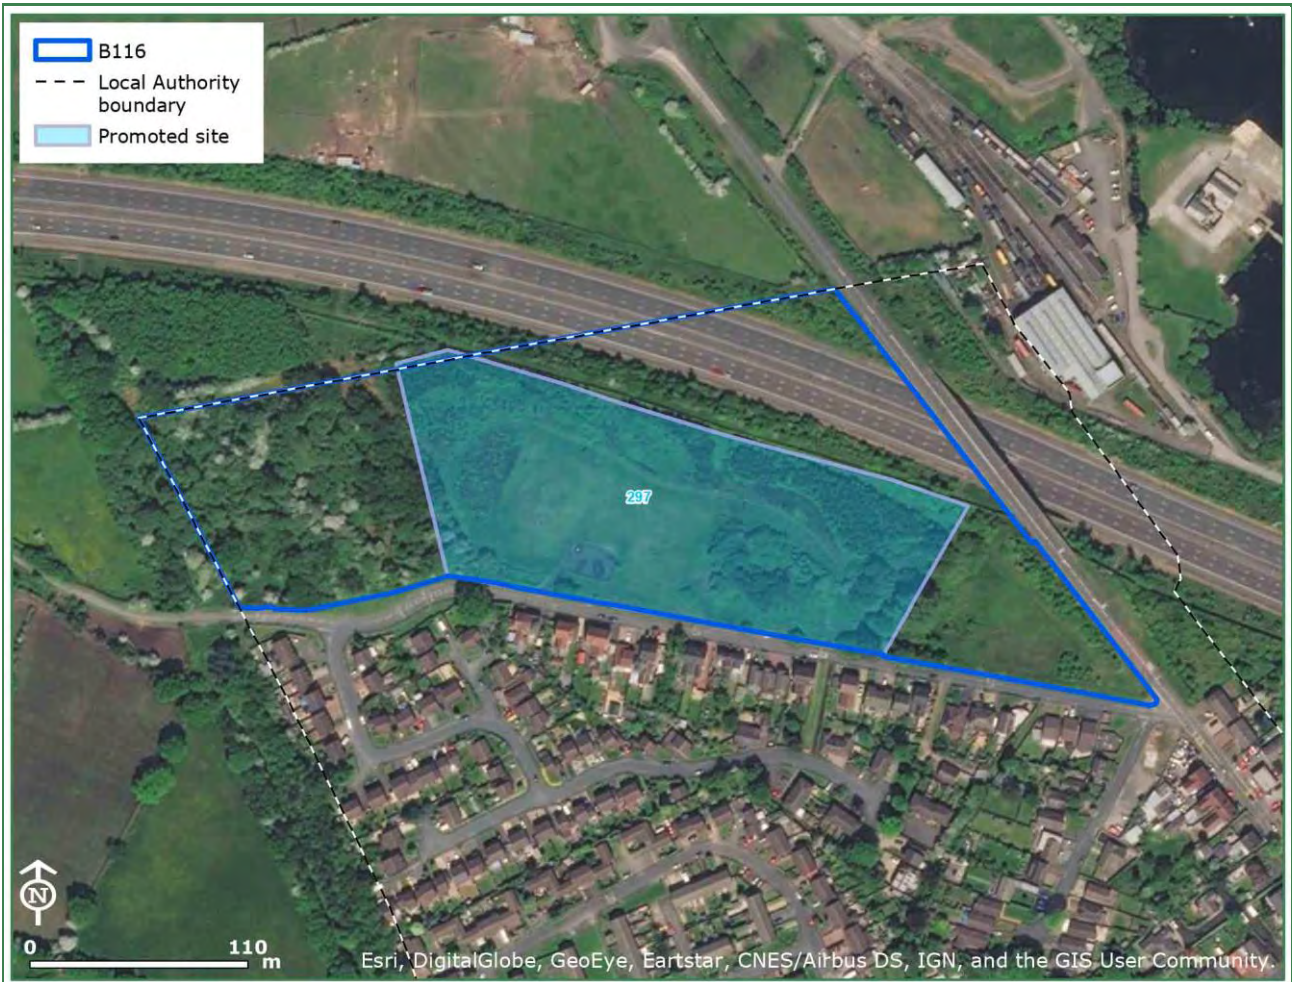 B116
Local Authority
boundary
Promoted site
297
N
0 110
m
Esri, DigitalGlobe, GeoEye, Eartstar, CNES/Airbus DS, IGN, and the GIS User Community.